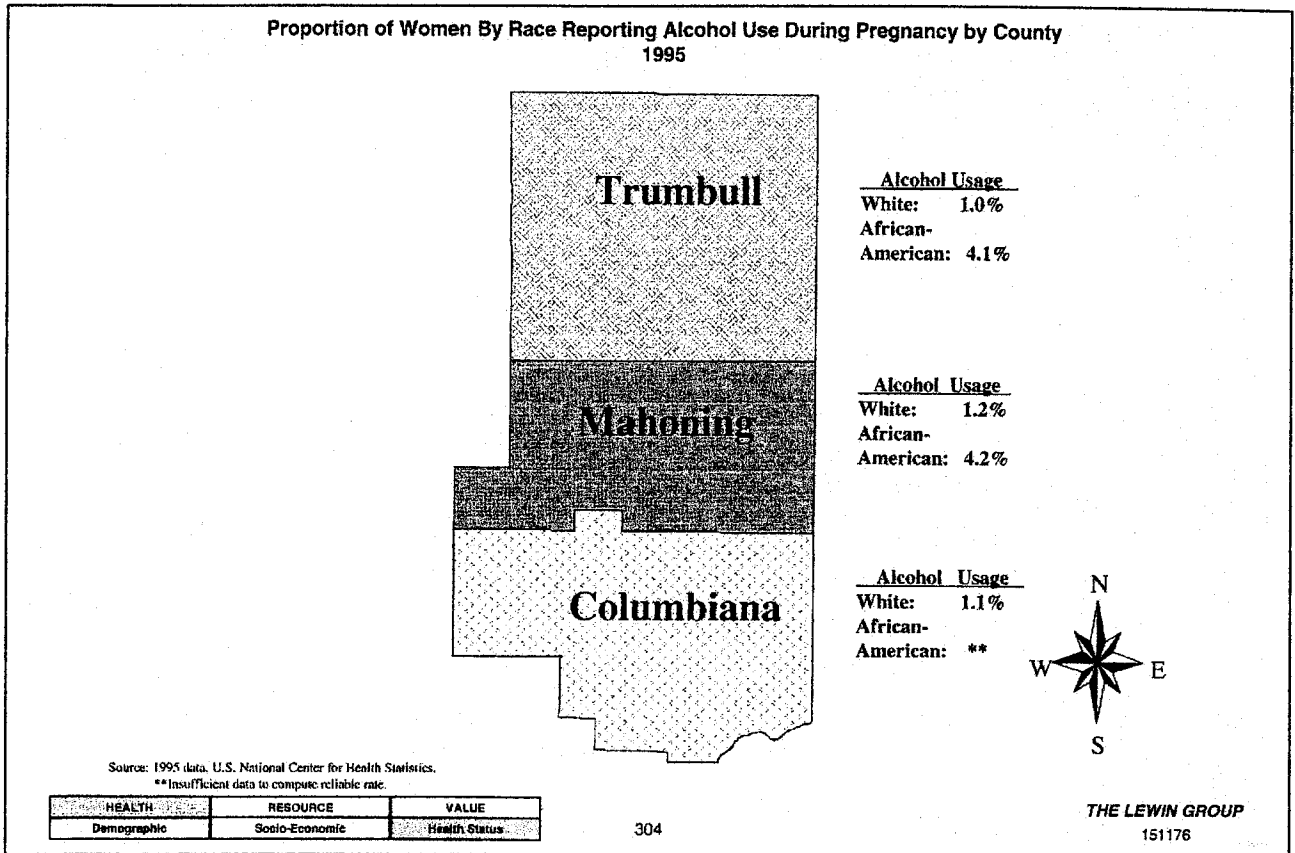 Proportion of Women By Race Reporting Alcohol Use During Pregnancy by County
1995
Trumbull
Alcohol Usage
White: 1.0%
African-
American: 4.1%
Mahoning
Alcohol Usage
White: 1.2%
African-
American: 4.2%
Columbiana
Alcohol Usage
White: 1.1%
African-
American: **
N
W E
S
Source: 1995 data, U.S. National Center for Health Statistics.
**Insufficient data to compute reliable rate.
HEALTH RESOURCE VALUE
Demographic Socio-Economic Health Status
304
THE LEWIN GROUP
151176